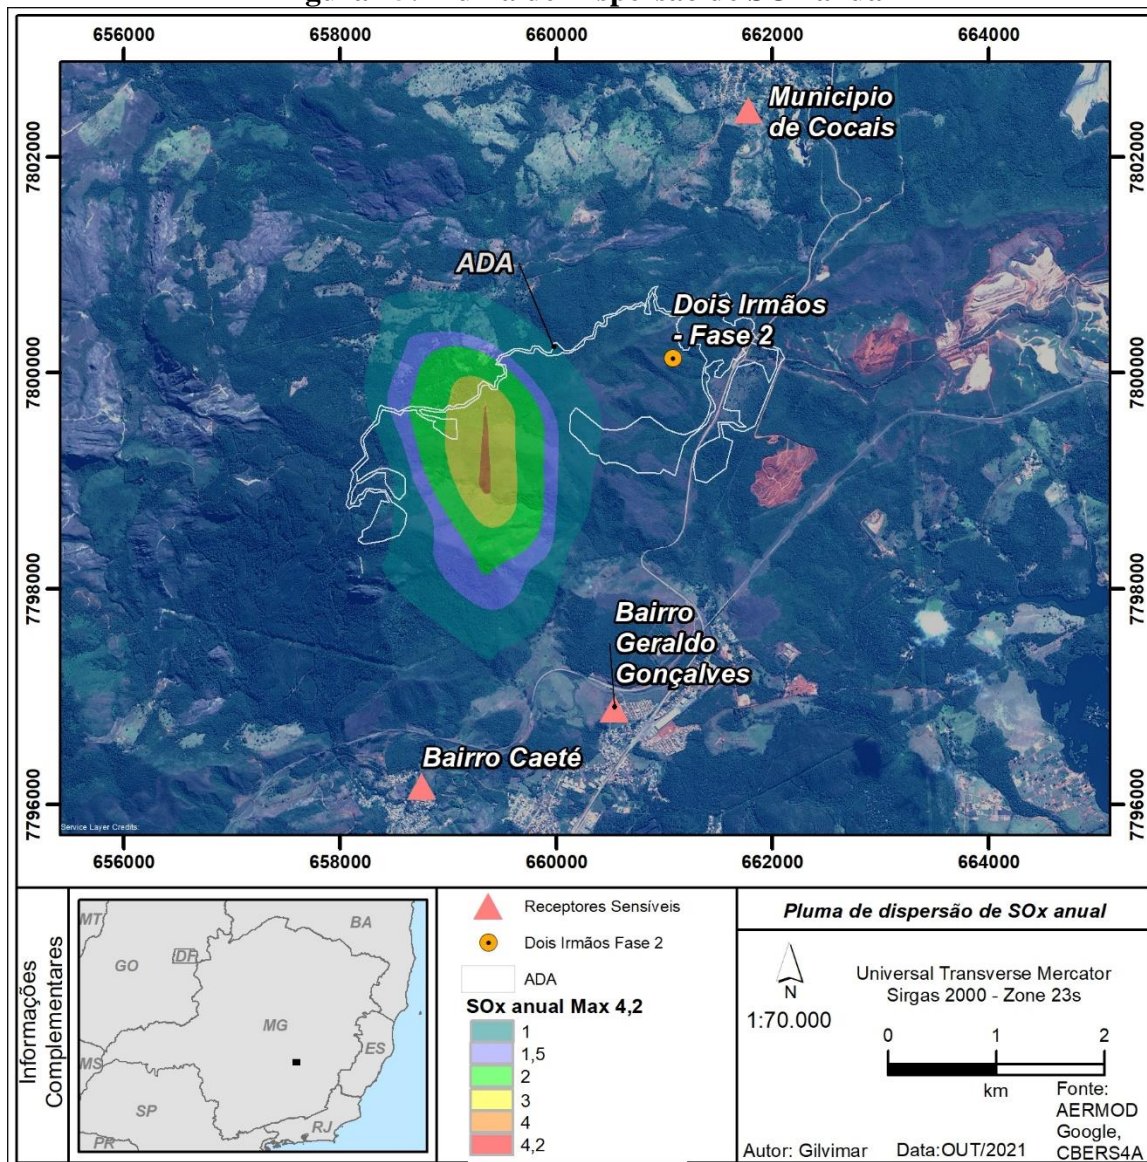 656000 658000 660000 662000 664000
7802000
7802000
Municipio
de Cocais
ADA
Dois Irmãos
- Fase 2
7800000
7800000
7798000
7798000
Bairro
Geraldo
Gonçalves
Bairro Caeté
7796000
7796000
Service Layer Credits:
656000 658000 660000 662000 664000
Informações
Complementares
MT
BA
GO
DF
MG
ES
MS
SP
RJ
PR
Receptores Sensíveis
Dois Irmãos Fase 2
ADA
SOx anual Max 4,2
1
1,5
2
3
4
4,2
Pluma de dispersão de SOx anual
N
1:70.000
Universal Transverse Mercator
Sirgas 2000 - Zone 23s
0 1 2
km
Fonte:
AERMOD
Google,
CBERS4A
Autor: Gilvimar Data:OUT/2021